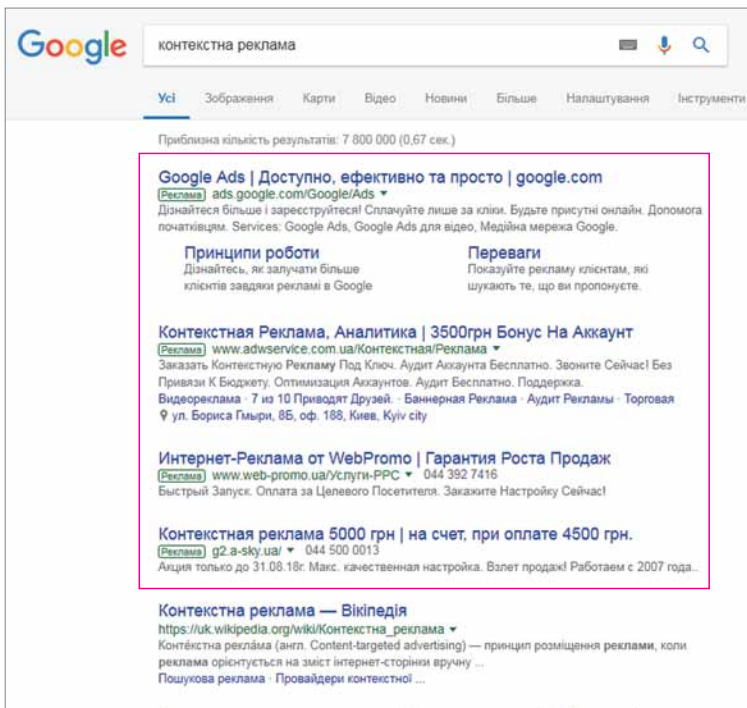 Google контекстна реклама
Усі Зображення Карти Відео Новини Більше Налаштування Інструменти
Приблизна кількість результатів: 7 800 000 (0,67 сек.)
Google Ads | Доступно, ефективно та просто | google.com
Реклама ads.google.com/Google/Ads
Дізнайтеся більше і зареєструйтеся! Сплачуйте лише за кліки. Будьте присутні онлайн. Допомога
початківцям. Services: Google Ads, Google Ads для відео, Медійна мережа Google.
Принципи роботи
Дізнайтесь, як залучати більше
клієнтів завдяки рекламі в Google
Переваги
Показуйте рекламу клієнтам, які
шукають те, що ви пропонуєте.
Контекстная Реклама, Аналитика | 3500грн Бонус На Аккаунт
Реклама www.adwservice.com.ua/Контекстная/Реклама
Заказать Контекстную Рекламу Под Ключ. Аудит Аккаунта Бесплатно. Звоните Сейчас! Без
Привязи К Бюджету. Оптимизация Аккаунтов. Аудит Бесплатно. Поддержка.
Видеореклама · 7 из 10 Приводят Друзей. · Баннерная Реклама · Аудит Рекламы · Торговая
ул. Бориса Гмыри, 8Б, оф. 188, Киев, Kyiv city
Интернет-Реклама от WebPromo | Гарантия Роста Продаж
Реклама www.web-promo.ua/Услуги-PPC 044 392 7416
Быстрый Запуск. Оплата за Целевого Посетителя. Закажите Настройку Сейчас!
Контекстная реклама 5000 грн | на счет, при оплате 4500 грн.
Реклама g2.a-sky.ua/ 044 500 0013
Акция только до 31.08.18г. Макс. качественная настройка. Взлет продаж! Работаем с 2007 года..
Контекстна реклама — Вікіпедія
https://uk.wikipedia.org/wiki/Контекстна_реклама
Конте́кстна рекла́ма (англ. Content-targeted advertising) — принцип розміщення реклами, коли
реклама орієнтується на зміст інтернет-сторінки вручну ...
Пошукова реклама · Провайдери контекстної ...